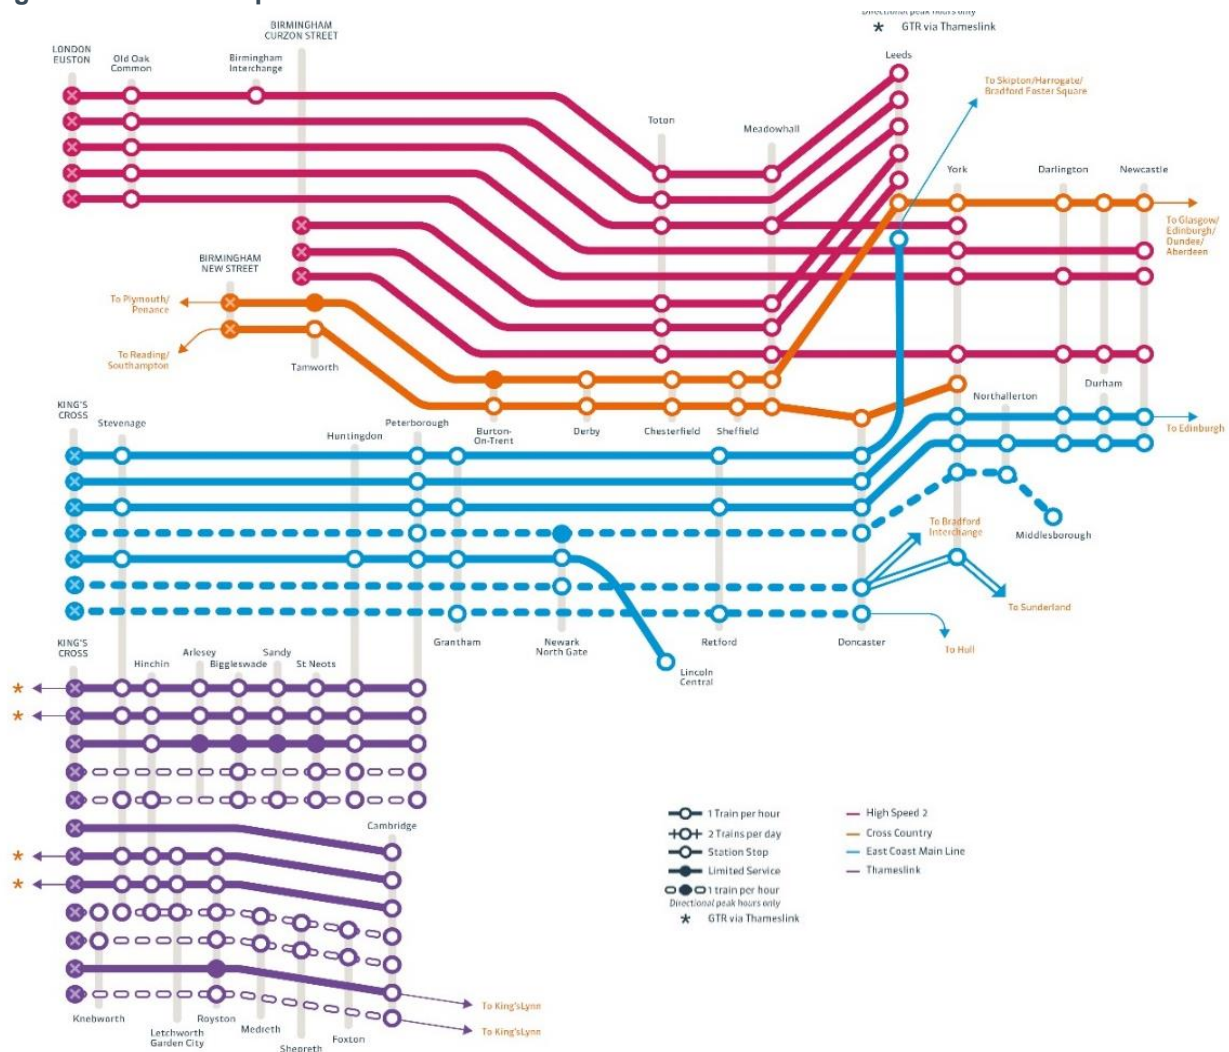 Directional peak hours only
* GTR via Thameslink
BIRMINGHAM
CURZON STREET
LONDON
EUSTON
Old Oak
Common
Birmingham
Interchange
Leeds
To Skipton/Harrogate/
Bradford Foster Square
Toton
Meadowhall
York
Darlington
Newcastle
To Glasgow/
Edinburgh/
Dundee/
Aberdeen
BIRMINGHAM
NEW STREET
To Plymouth/
Penance
To Reading/
Southampton
Tamworth
Durham
Northallerton
KING'S
CROSS
Stevenage
Huntingdon
Peterborough
Burton-
On-Trent
Derby
Chesterfield
Sheffield
To Edinburgh
To Bradford
Interchange
Middlesborough
To Sunderland
Grantham
Newark
North Gate
Retford
Doncaster
To Hull
Lincoln
Central
KING'S
CROSS
Hinchin
Arlesey
Biggleswade
Sandy
St Neots
*
*
Cambridge
*
*
To King'sLynn
To King'sLynn
Knebworth
Letchworth
Garden City
Royston
Medreth
Shepreth
Foxton
1 Train per hour
2 Trains per day
Station Stop
Limited Service
1 train per hour
Directional peak hours only
* GTR via Thameslink
High Speed 2
Cross Country
East Coast Main Line
Thameslink